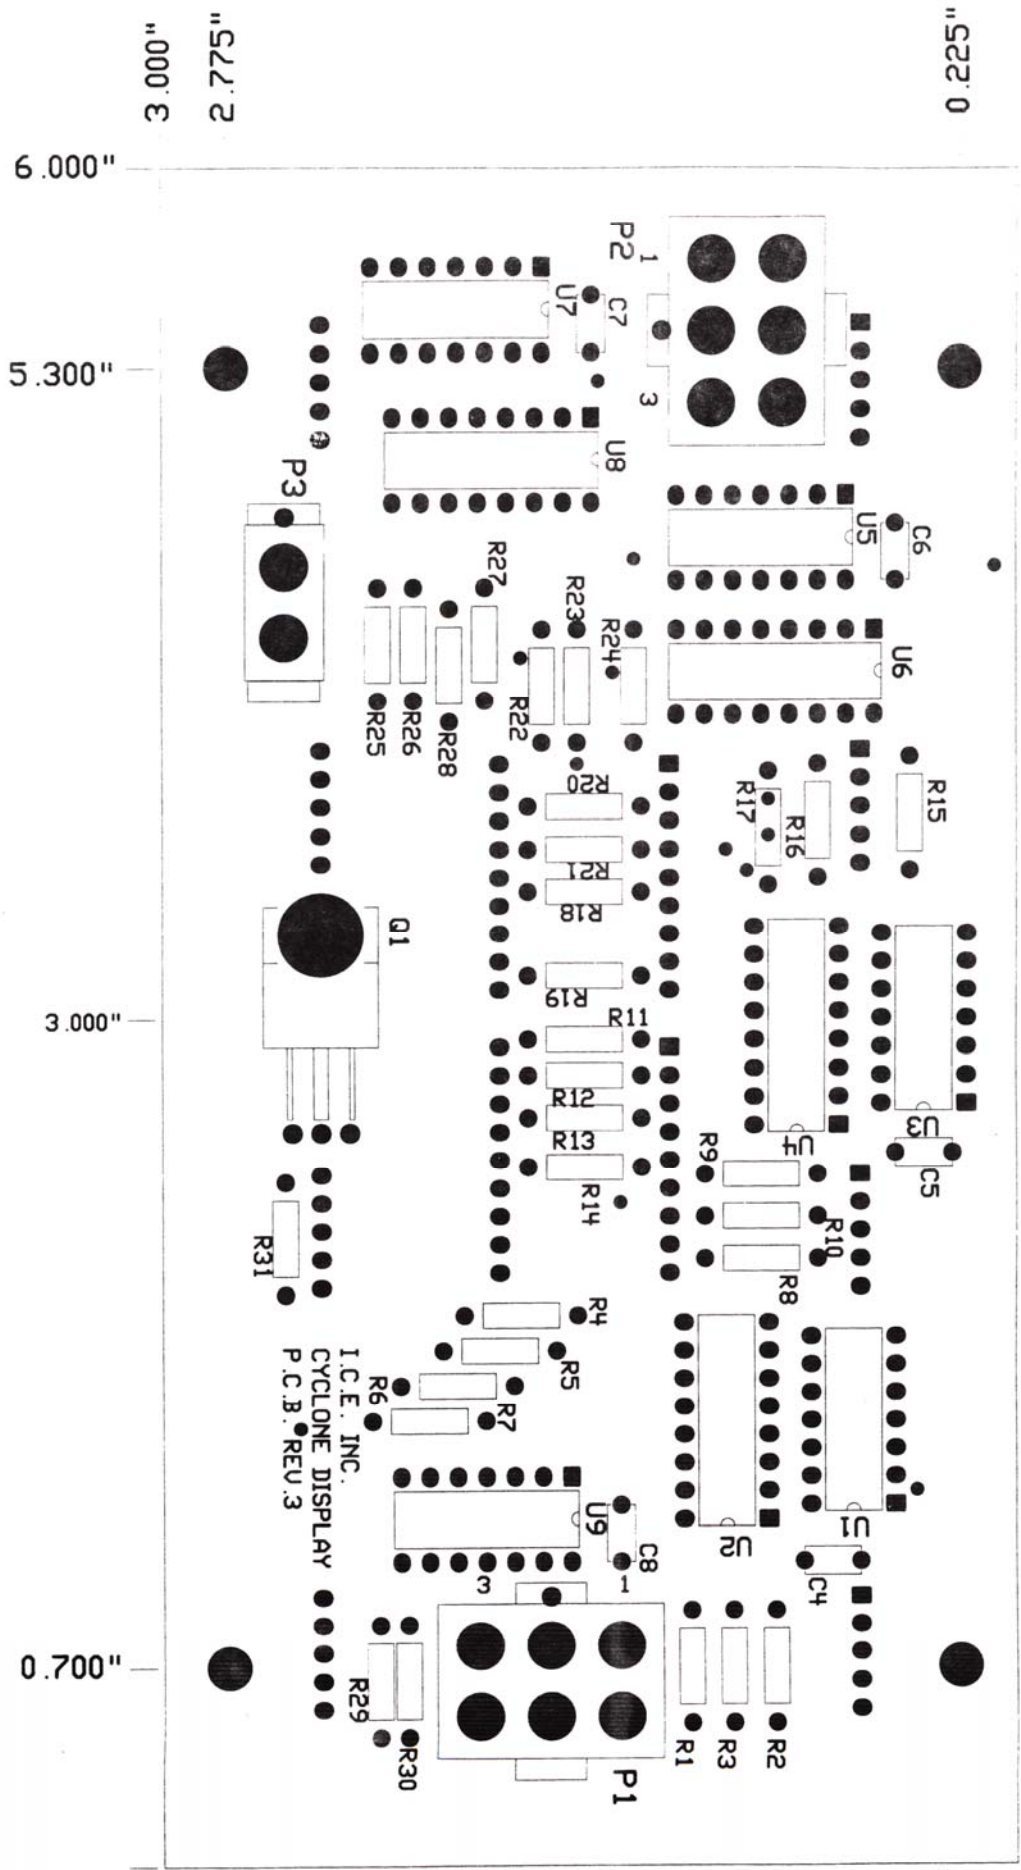 3.000"
2.775"
0.225"
6.000"
P2
1
U7
C7
5.300"
3
U8
P3
U5
C6
R27
R23
R24
U6
R25
R26
R28
R22
R20
R17
R16
R15
R21
R18
Q1
R19
3.000"
R11
R12
R13
R14
U4
U3
R9
C5
R10
R31
R8
R4
R5
R6
R7
I.C.E. INC.
CYCLONE DISPLAY
P.C.B. REV.3
U9
C8
U2
U1
C4
3
1
0.700"
R29
R30
R1
R3
R2
P1